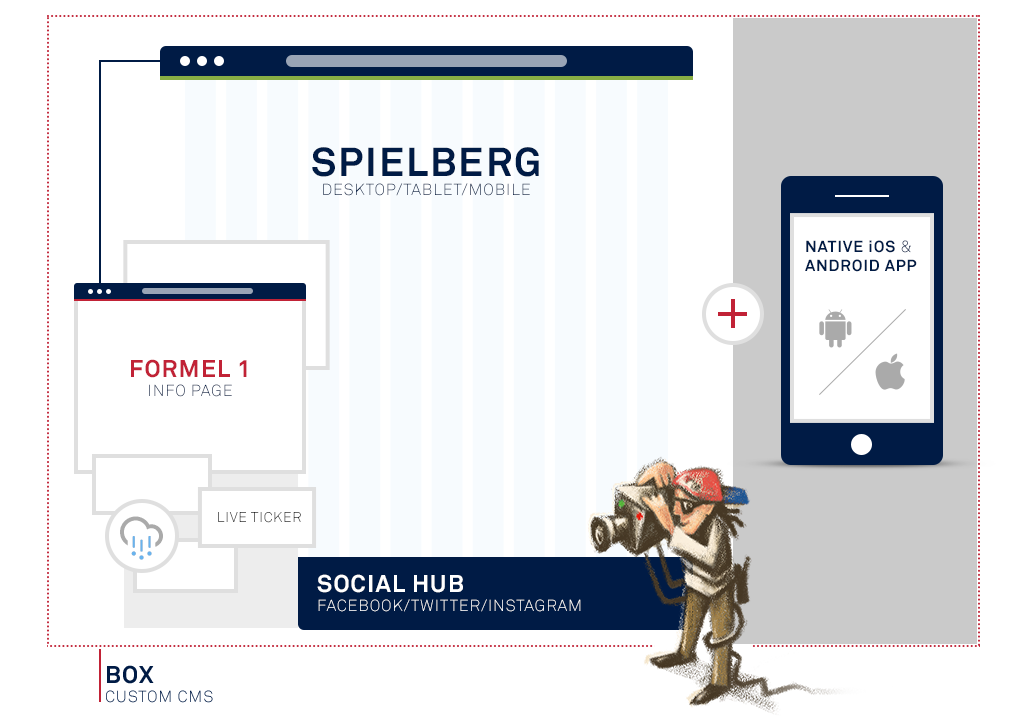 SPIELBERG
DESKTOP/TABLET/MOBILE
NATIVE iOS &
ANDROID APP
FORMEL 1
INFO PAGE
LIVE TICKER
SOCIAL HUB
FACEBOOK/TWITTER/INSTAGRAM
BOX
CUSTOM CMS